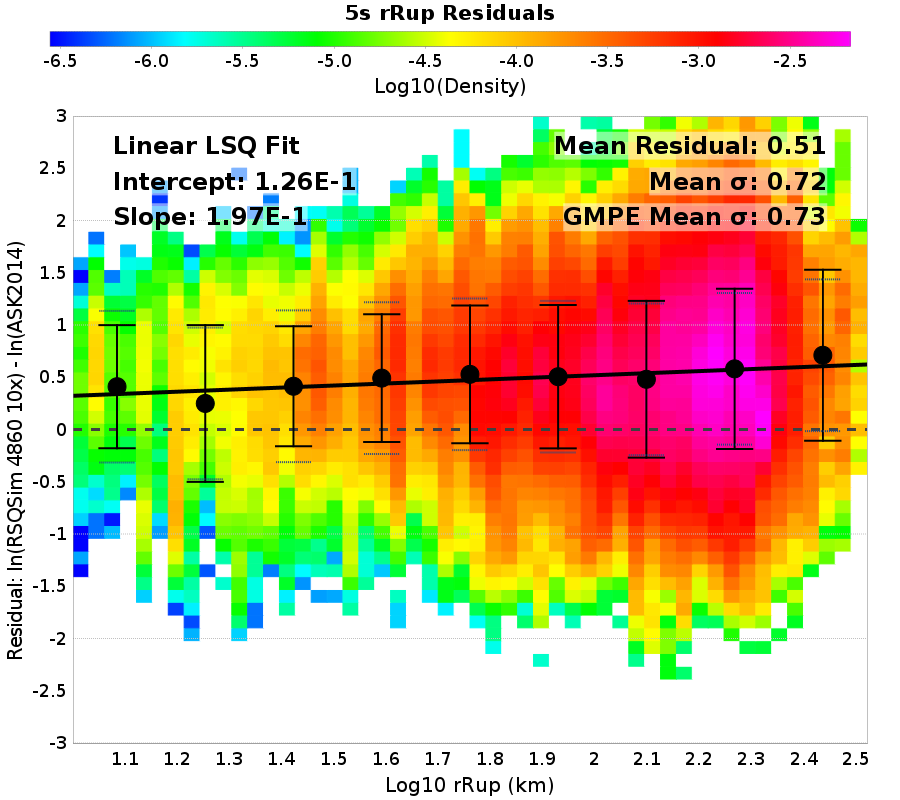 5s rRup Residuals
-6.5 -6.0 -5.5 -5.0 -4.5 -4.0 -3.5 -3.0 -2.5
Log10(Density)
Linear LSQ Fit
Intercept: 1.26E-1
Slope: 1.97E-1
Mean Residual: 0.51
Mean σ: 0.72
GMPE Mean σ: 0.73
Residual: ln(RSQSim 4860 10x) - ln(ASK2014)
3
2.5
2
1.5
1
0.5
0
-0.5
-1
-1.5
-2
-2.5
-3
1.1 1.2 1.3 1.4 1.5 1.6 1.7 1.8 1.9 2 2.1 2.2 2.3 2.4 2.5
Log10 rRup (km)